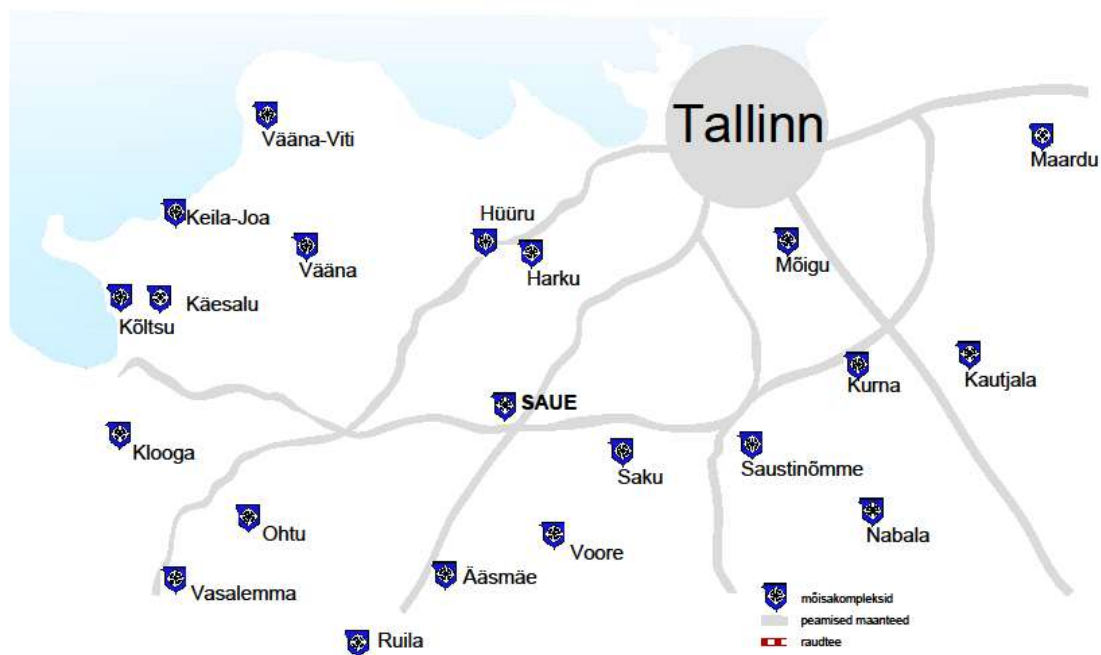 Tallinn
Vääna-Viti
Maardu
Keila-Joa
Hüüru
Vääna
Harku
Mõigu
Käesalu
Kõltsu
Kurna
Kautjala
SAUE
Klooga
Saku
Saustinõmme
Ohtu
Voore
Nabala
Vasalemma
Ääsmäe
Ruila
mõisakompleksid
peamised maanteed
raudtee